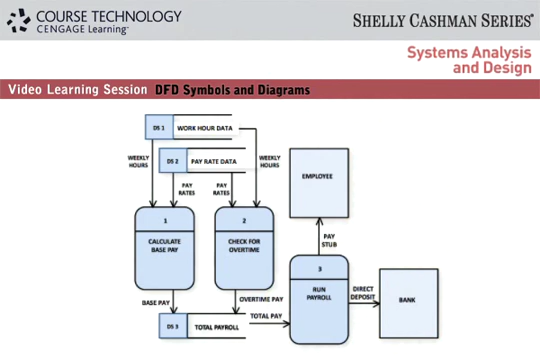 COURSE TECHNOLOGY
CENGAGE Learning™
SHELLY CASHMAN SERIES®
Systems Analysis
and Design
Video Learning Session DFD Symbols and Diagrams
DS 1 WORK HOUR DATA
WEEKLY
HOURS
DS 2 PAY RATE DATA
WEEKLY
HOURS
PAY
RATES
PAY
RATES
EMPLOYEE
1
CALCULATE
BASE PAY
2
CHECK FOR
OVERTIME
PAY
STUB
3
RUN
PAYROLL
DIRECT
DEPOSIT
BANK
BASE PAY
OVERTIME PAY
DS 3 TOTAL PAYROLL
TOTAL PAY